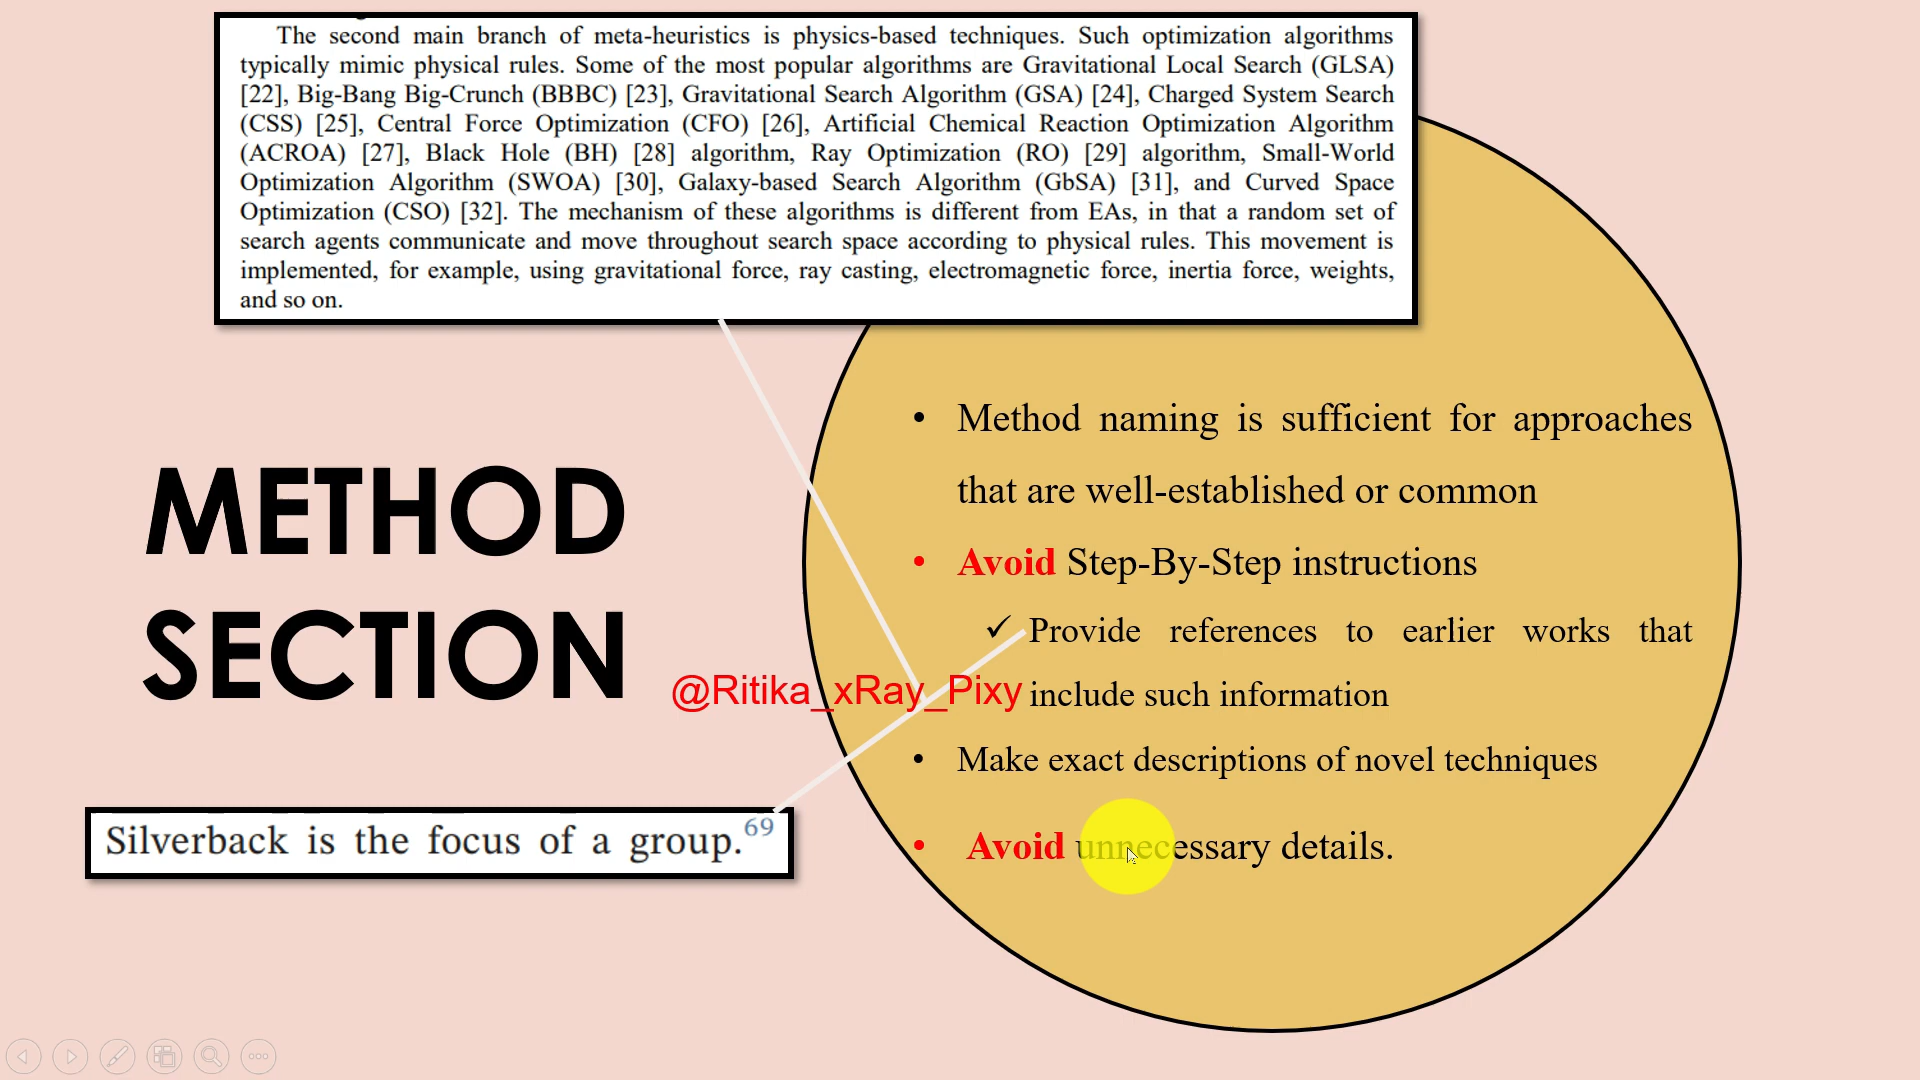 The second main branch of meta-heuristics is physics-based techniques. Such optimization algorithms
typically mimic physical rules. Some of the most popular algorithms are Gravitational Local Search (GLSA)
[22], Big-Bang Big-Crunch (BBBC) [23], Gravitational Search Algorithm (GSA) [24], Charged System Search
(CSS) [25], Central Force Optimization (CFO) [26], Artificial Chemical Reaction Optimization Algorithm
(ACROA) [27], Black Hole (BH) [28] algorithm, Ray Optimization (RO) [29] algorithm, Small-World
Optimization Algorithm (SWOA) [30], Galaxy-based Search Algorithm (GbSA) [31], and Curved Space
Optimization (CSO) [32]. The mechanism of these algorithms is different from EAs, in that a random set of
search agents communicate and move throughout search space according to physical rules. This movement is
implemented, for example, using gravitational force, ray casting, electromagnetic force, inertia force, weights,
and so on.
METHOD
SECTION
• Method naming is sufficient for approaches
that are well-established or common
• Avoid Step-By-Step instructions
✓ Provide references to earlier works that
include such information
@Ritika_xRay_Pixy
• Make exact descriptions of novel techniques
• Avoid unnecessary details.
Silverback is the focus of a group.69